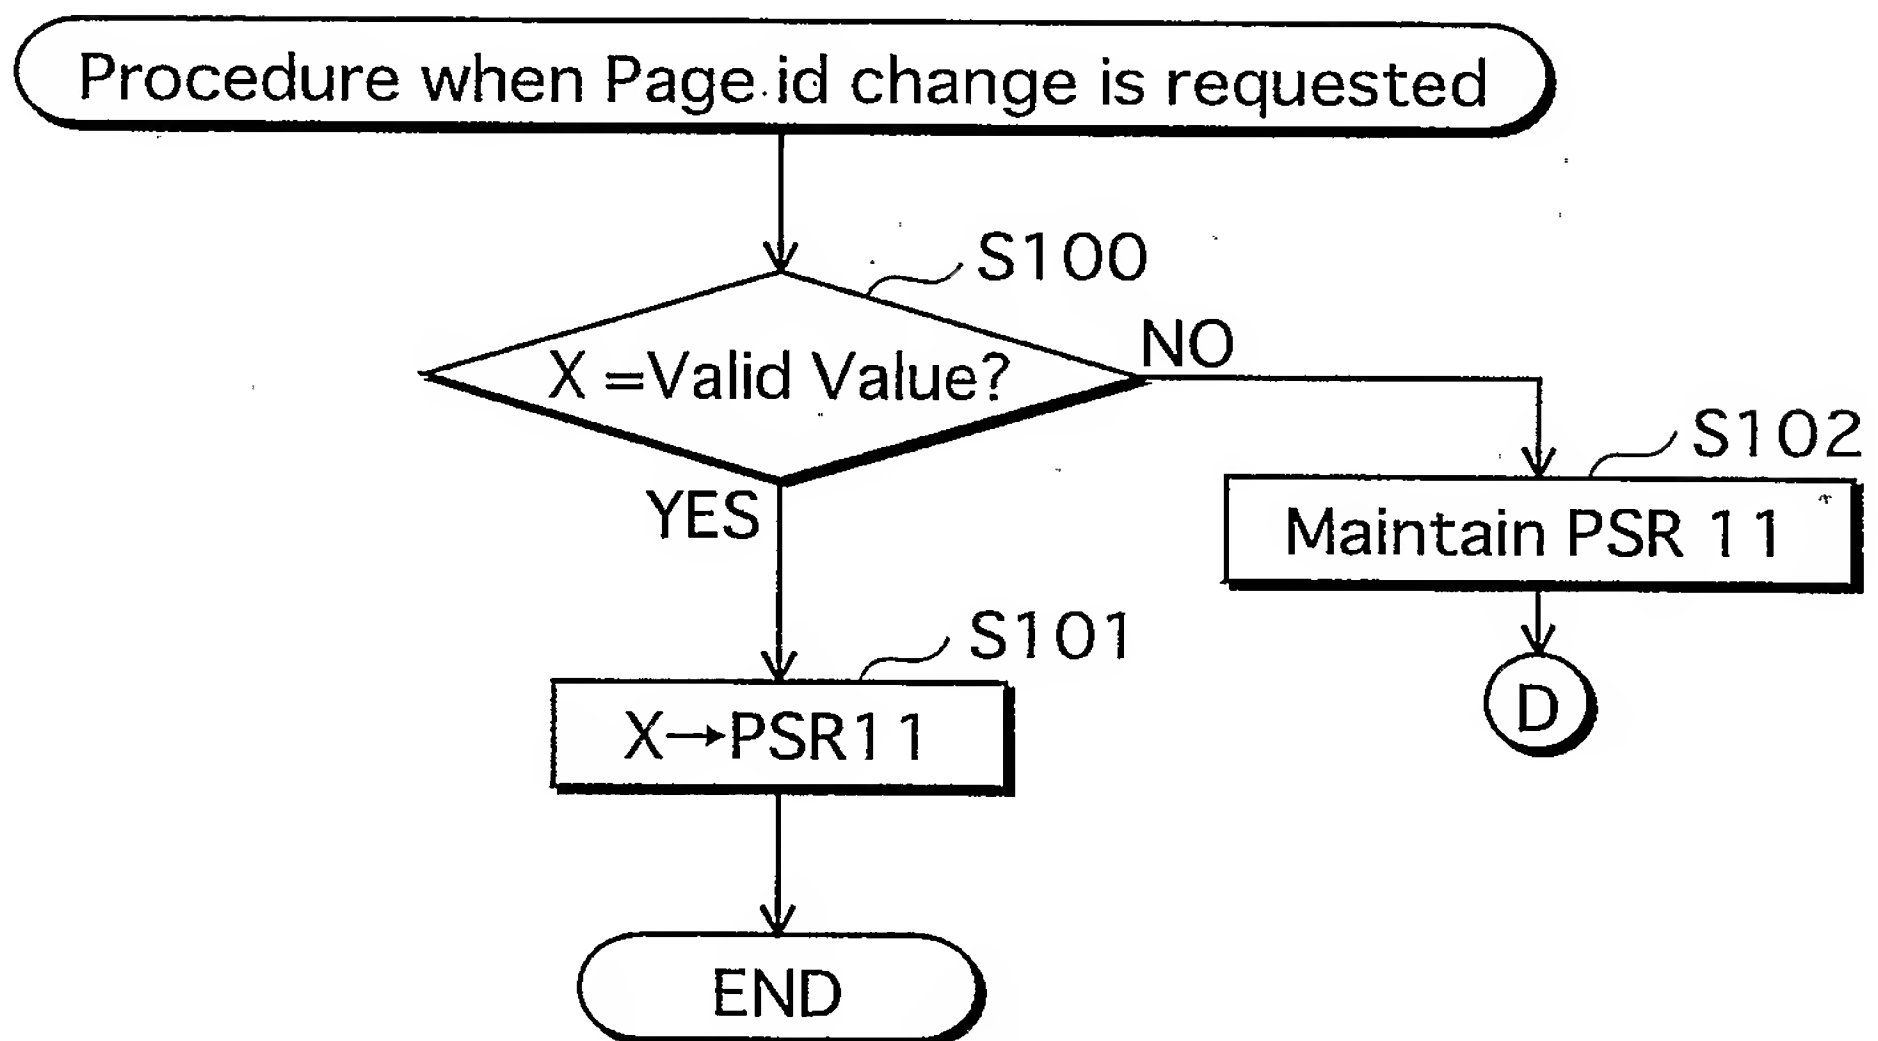 Procedure when Page id change is requested
S100
X =Valid Value?
NO
S102
YES
Maintain PSR 11
S101
D
X→PSR11
END